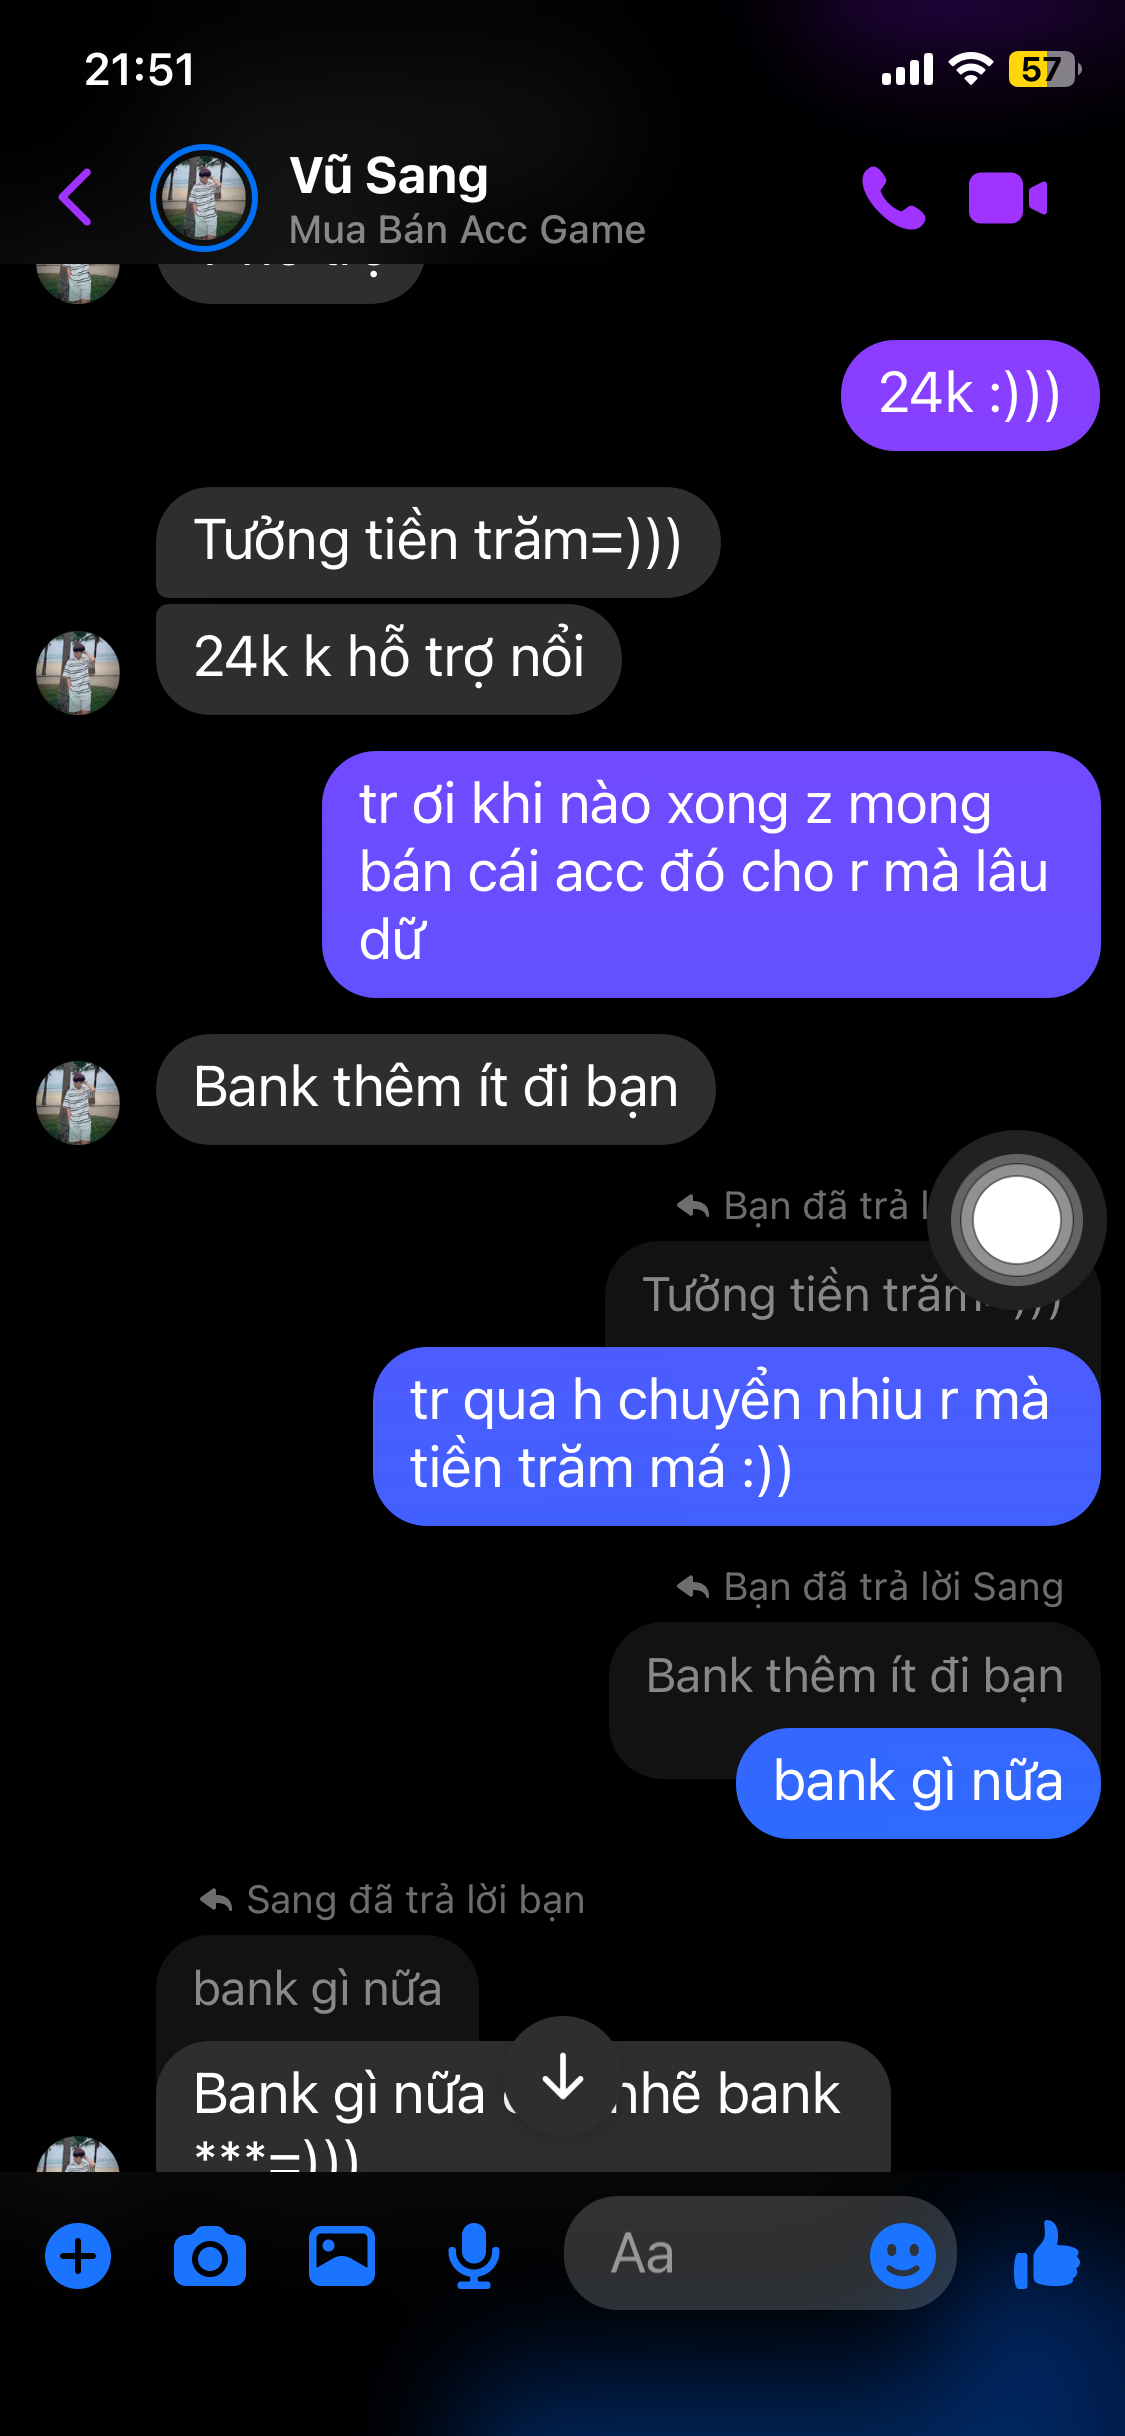 21:51
57
Vũ Sang
Mua Bán Acc Game
24k :)))
Tưởng tiền trăm=)))
24k k hỗ trợ nổi
tr ơi khi nào xong z mong
bán cái acc đó cho r mà lâu
dữ
Bank thêm ít đi bạn
Bạn đã trả
Tưởng tiền
tr qua h chuyển nhiu r mà
tiền trăm má :))
Bạn đã trả lời Sang
Bank thêm ít đi bạn
bank gì nữa
Sang đã trả lời bạn
bank gì nữa
Bank gì nữa bank
***=)))
Aa